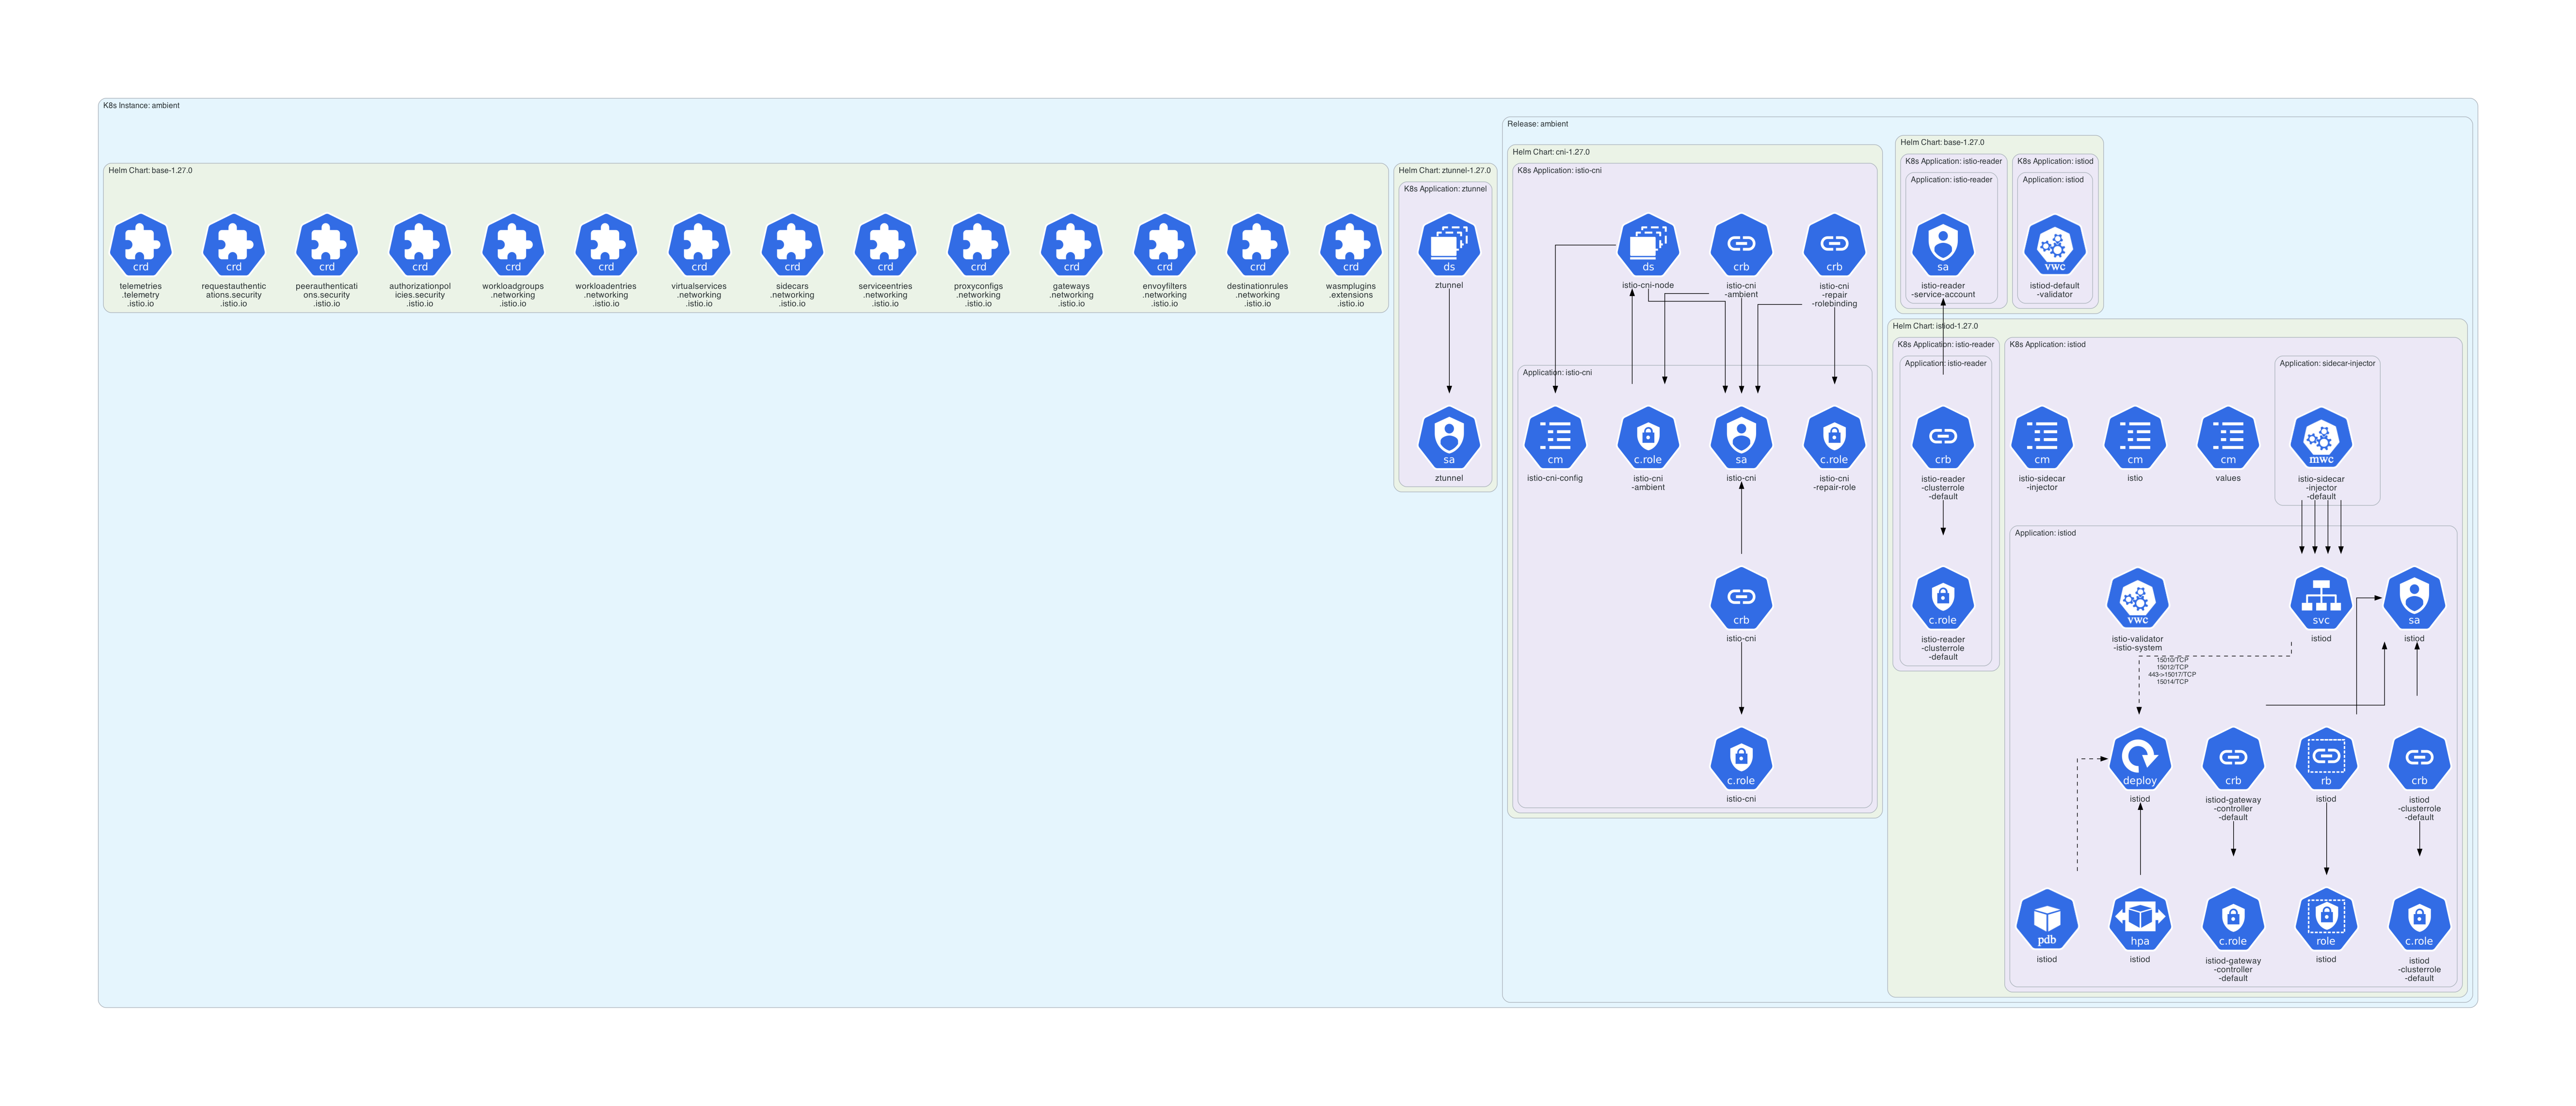 K8s Instance: ambient
Release: ambient
Helm Chart: base-1.27.0
crd
telemetries
.telemetry
.istio.io
crd
requestauthentic
ations.security
.istio.io
crd
peerauthenticati
ons.security
.istio.io
crd
authorizationpol
icies.security
.istio.io
crd
workloadgroups
.networking
.istio.io
crd
workloadentries
.networking
.istio.io
crd
virtualservices
.networking
.istio.io
crd
sidecars
.networking
.istio.io
crd
serviceentries
.networking
.istio.io
crd
proxyconfigs
.networking
.istio.io
crd
gateways
.networking
.istio.io
crd
envoyfilters
.networking
.istio.io
crd
destinationrules
.networking
.istio.io
crd
wasmplugins
.extensions
.istio.io
Helm Chart: ztunnel-1.27.0
K8s Application: ztunnel
ds
ztunnel
sa
ztunnel
Helm Chart: cni-1.27.0
K8s Application: istio-cni
ds
istio-cni-node
crb
istio-cni
-ambient
crb
istio-cni
-repair
-rolebinding
Application: istio-cni
cm
istio-cni-config
c.role
istio-cni
-ambient
sa
istio-cni
c.role
istio-cni
-repair-role
crb
istio-cni
c.role
istio-cni
Helm Chart: base-1.27.0
K8s Application: istio-reader
Application: istio-reader
sa
istio-reader
-service-account
K8s Application: istiod
Application: istiod
vwc
istiod-default
-validator
Helm Chart: istiod-1.27.0
K8s Application: istio-reader
Application: istio-reader
crb
istio-reader
-clusterrole
-default
c.role
istio-reader
-clusterrole
-default
K8s Application: istiod
cm
istio-sidecar
-injector
cm
istio
cm
values
Application: sidecar-injector
mwc
istio-sidecar
-injector
-default
Application: istiod
vwc
istio-validator
-istio-system
svc
istiod
sa
istiod
15010/TCP
15012/TCP
443->15017/TCP
15014/TCP
deploy
istiod
crb
istiod-gateway
-controller
-default
rb
istiod
crb
istiod
-clusterrole
-default
pdb
istiod
hpa
istiod
c.role
istiod-gateway
-controller
-default
role
istiod
c.role
istiod
-clusterrole
-default